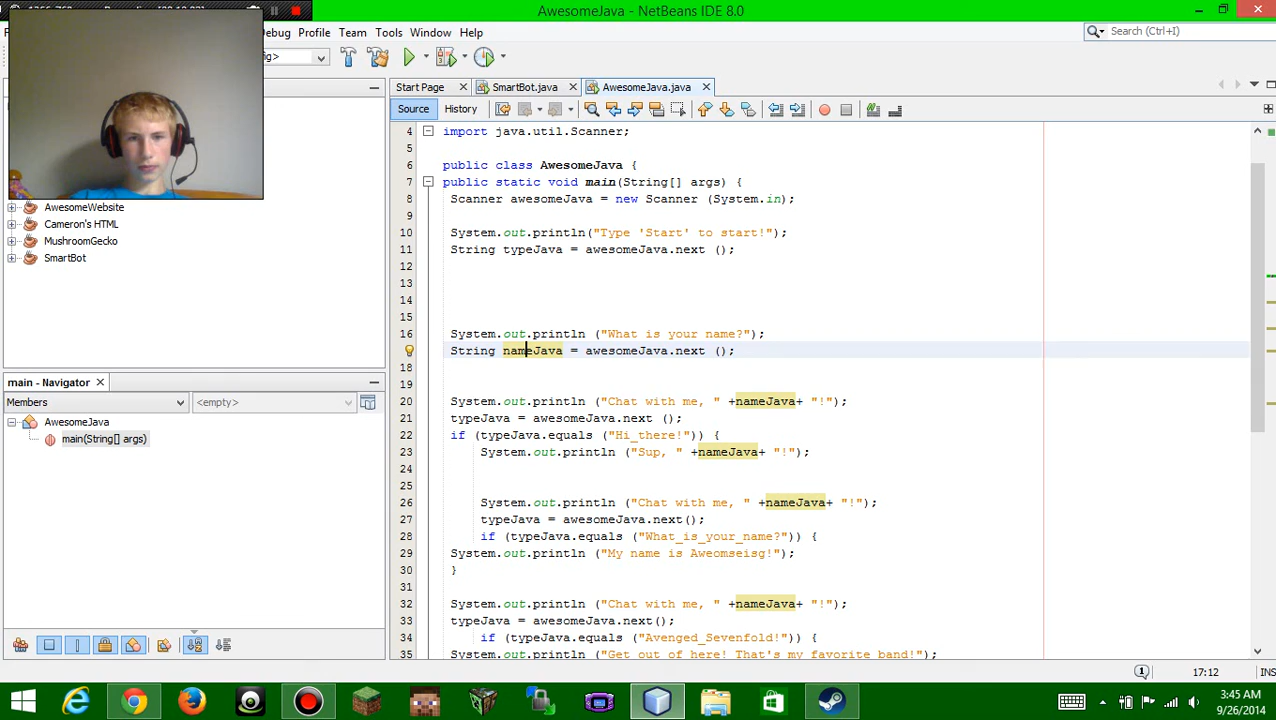 AwesomeJava - NetBeans IDE 8.0
Debug Profile Team Tools Window Help
Search (Ctrl+I)
Start Page
SmartBot.java
AwesomeJava.java
Source History
4 import java.util.Scanner;
5
6 public class AwesomeJava {
7 public static void main(String[] args) {
8 Scanner awesomeJava = new Scanner (System.in);
9
10 System.out.println("Type 'Start' to start!");
11 String typeJava = awesomeJava.next ();
12
13
14
15
16 System.out.println ("What is your name?");
17 String nameJava = awesomeJava.next ();
18
19
20 System.out.println ("Chat with me, " +nameJava+ "!");
21 typeJava = awesomeJava.next ();
22 if (typeJava.equals ("Hi_there!")) {
23 System.out.println ("Sup, " +nameJava+ "!");
24
25
26 System.out.println ("Chat with me, " +nameJava+ "!");
27 typeJava = awesomeJava.next();
28 if (typeJava.equals ("What_is_your_name?")) {
29 System.out.println ("My name is Aweomseisg!");
30 }
31
32 System.out.println ("Chat with me, " +nameJava+ "!");
33 typeJava = awesomeJava.next();
34 if (typeJava.equals ("Avenged_Sevenfold!")) {
35 System.out.println ("Get out of here! That's my favorite band!");
AwesomeWebsite
Cameron's HTML
MushroomGecko
SmartBot
main - Navigator
Members
<empty>
AwesomeJava
main(String[] args)
17:12
INS
3:45 AM
9/26/2014